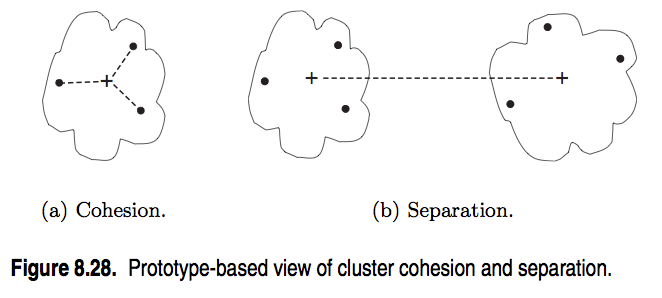 (a) Cohesion.
(b) Separation.
Figure 8.28. Prototype-based view of cluster cohesion and separation.